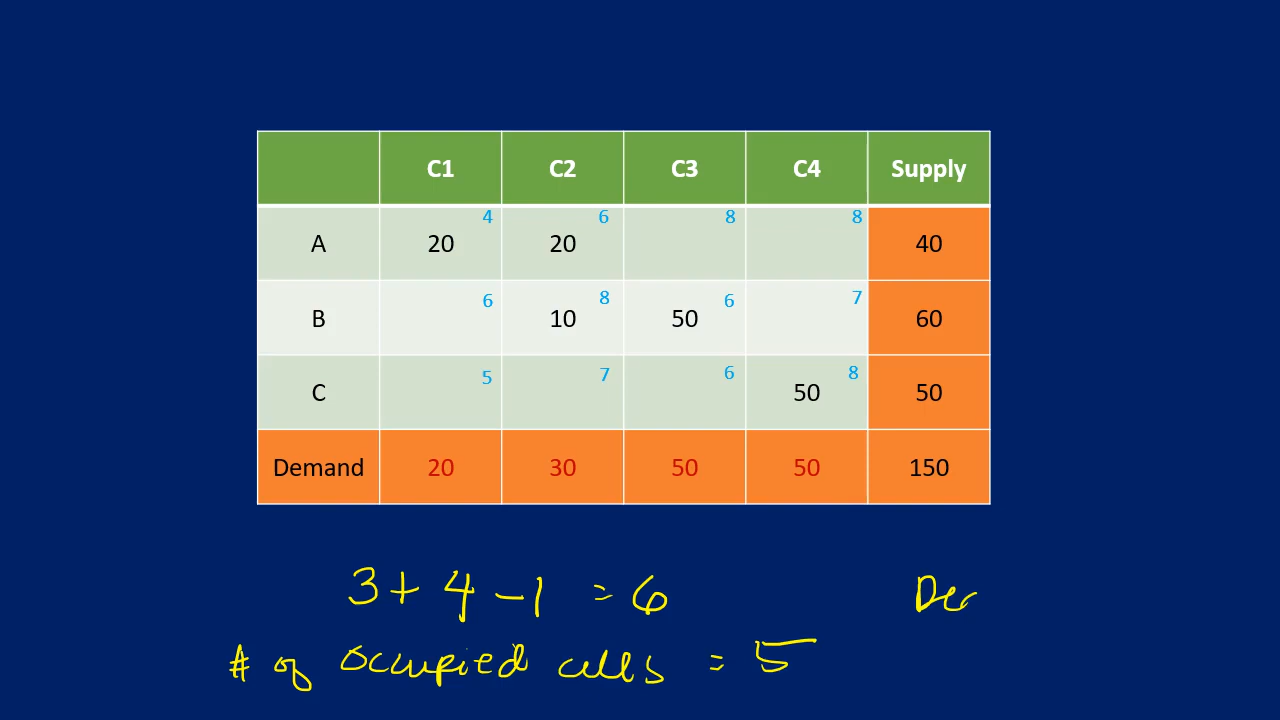 C1 C2 C3 C4 Supply
4 6 8 8
A 20 20 40
6 8 6 7
B 10 50 60
5 7 6 8
C 50 50
Demand 20 30 50 50 150
3 + 4 - 1 = 6
# of occupied cells = 5